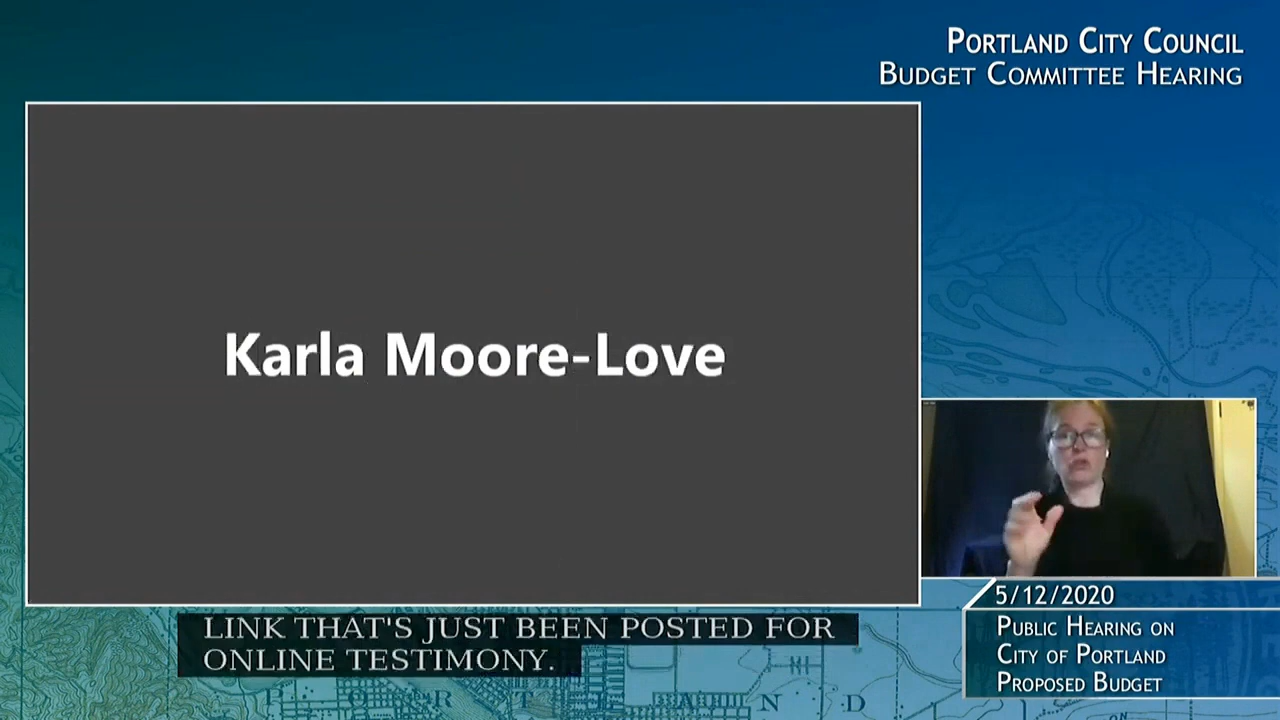 PORTLAND CITY COUNCIL
BUDGET COMMITTEE HEARING
Karla Moore-Love
5/12/2020
PUBLIC HEARING ON
CITY OF PORTLAND
PROPOSED BUDGET
LINK THAT'S JUST BEEN POSTED FOR
ONLINE TESTIMONY.
P O R T L A N D